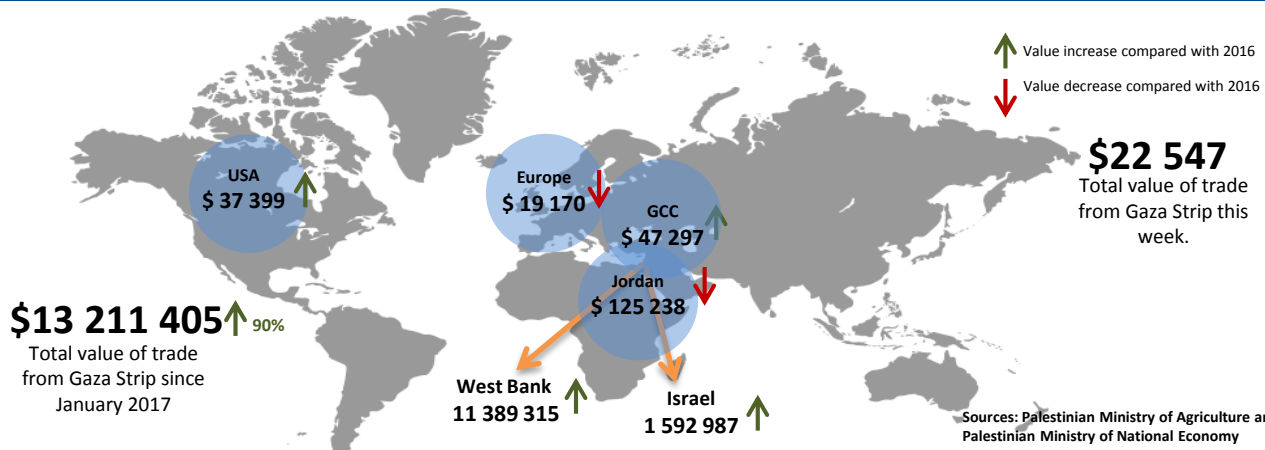 Value increase compared with 2016
Value decrease compared with 2016
USA
$ 37 399
Europe
$ 19 170
GCC
$ 47 297
Jordan
$ 125 238
$22 547
Total value of trade
from Gaza Strip this
week.
$13 211 405 90%
Total value of trade
from Gaza Strip since
January 2017
West Bank
11 389 315
Israel
1 592 987
Sources: Palestinian Ministry of Agriculture
Palestinian Ministry of National Economy